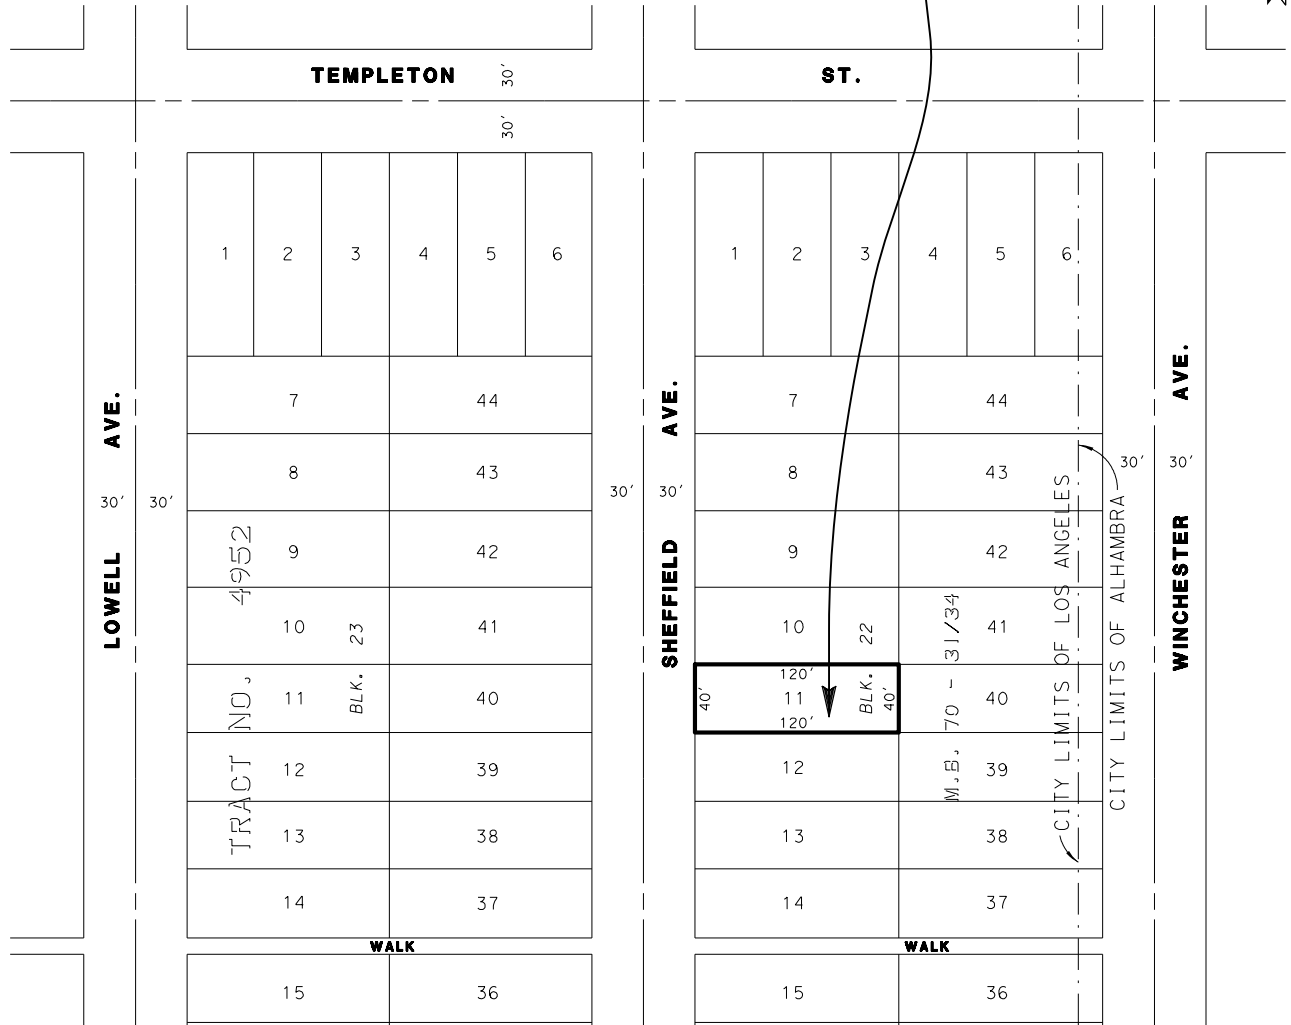 TEMPLETON ST.
30'
30'
1 2 3 4 5 6
1 2 3 4 5 6
7 44
7 44
8 43
8 43
9 42
9 42
10 41
10 41
11 40
11 40
12 39
12 39
13 38
13 38
14 37
14 37
WALK
WALK
15 36
15 36
LOWELL AVE.
30' 30'
TRACT NO. 4952
BLK. 23
SHEFFIELD AVE.
30' 30'
120'
40'
40'
120'
BLK. 22
M.B. 70 - 31/34
CITY LIMITS OF LOS ANGELES
CITY LIMITS OF ALHAMBRA
30' 30'
WINCHESTER AVE.